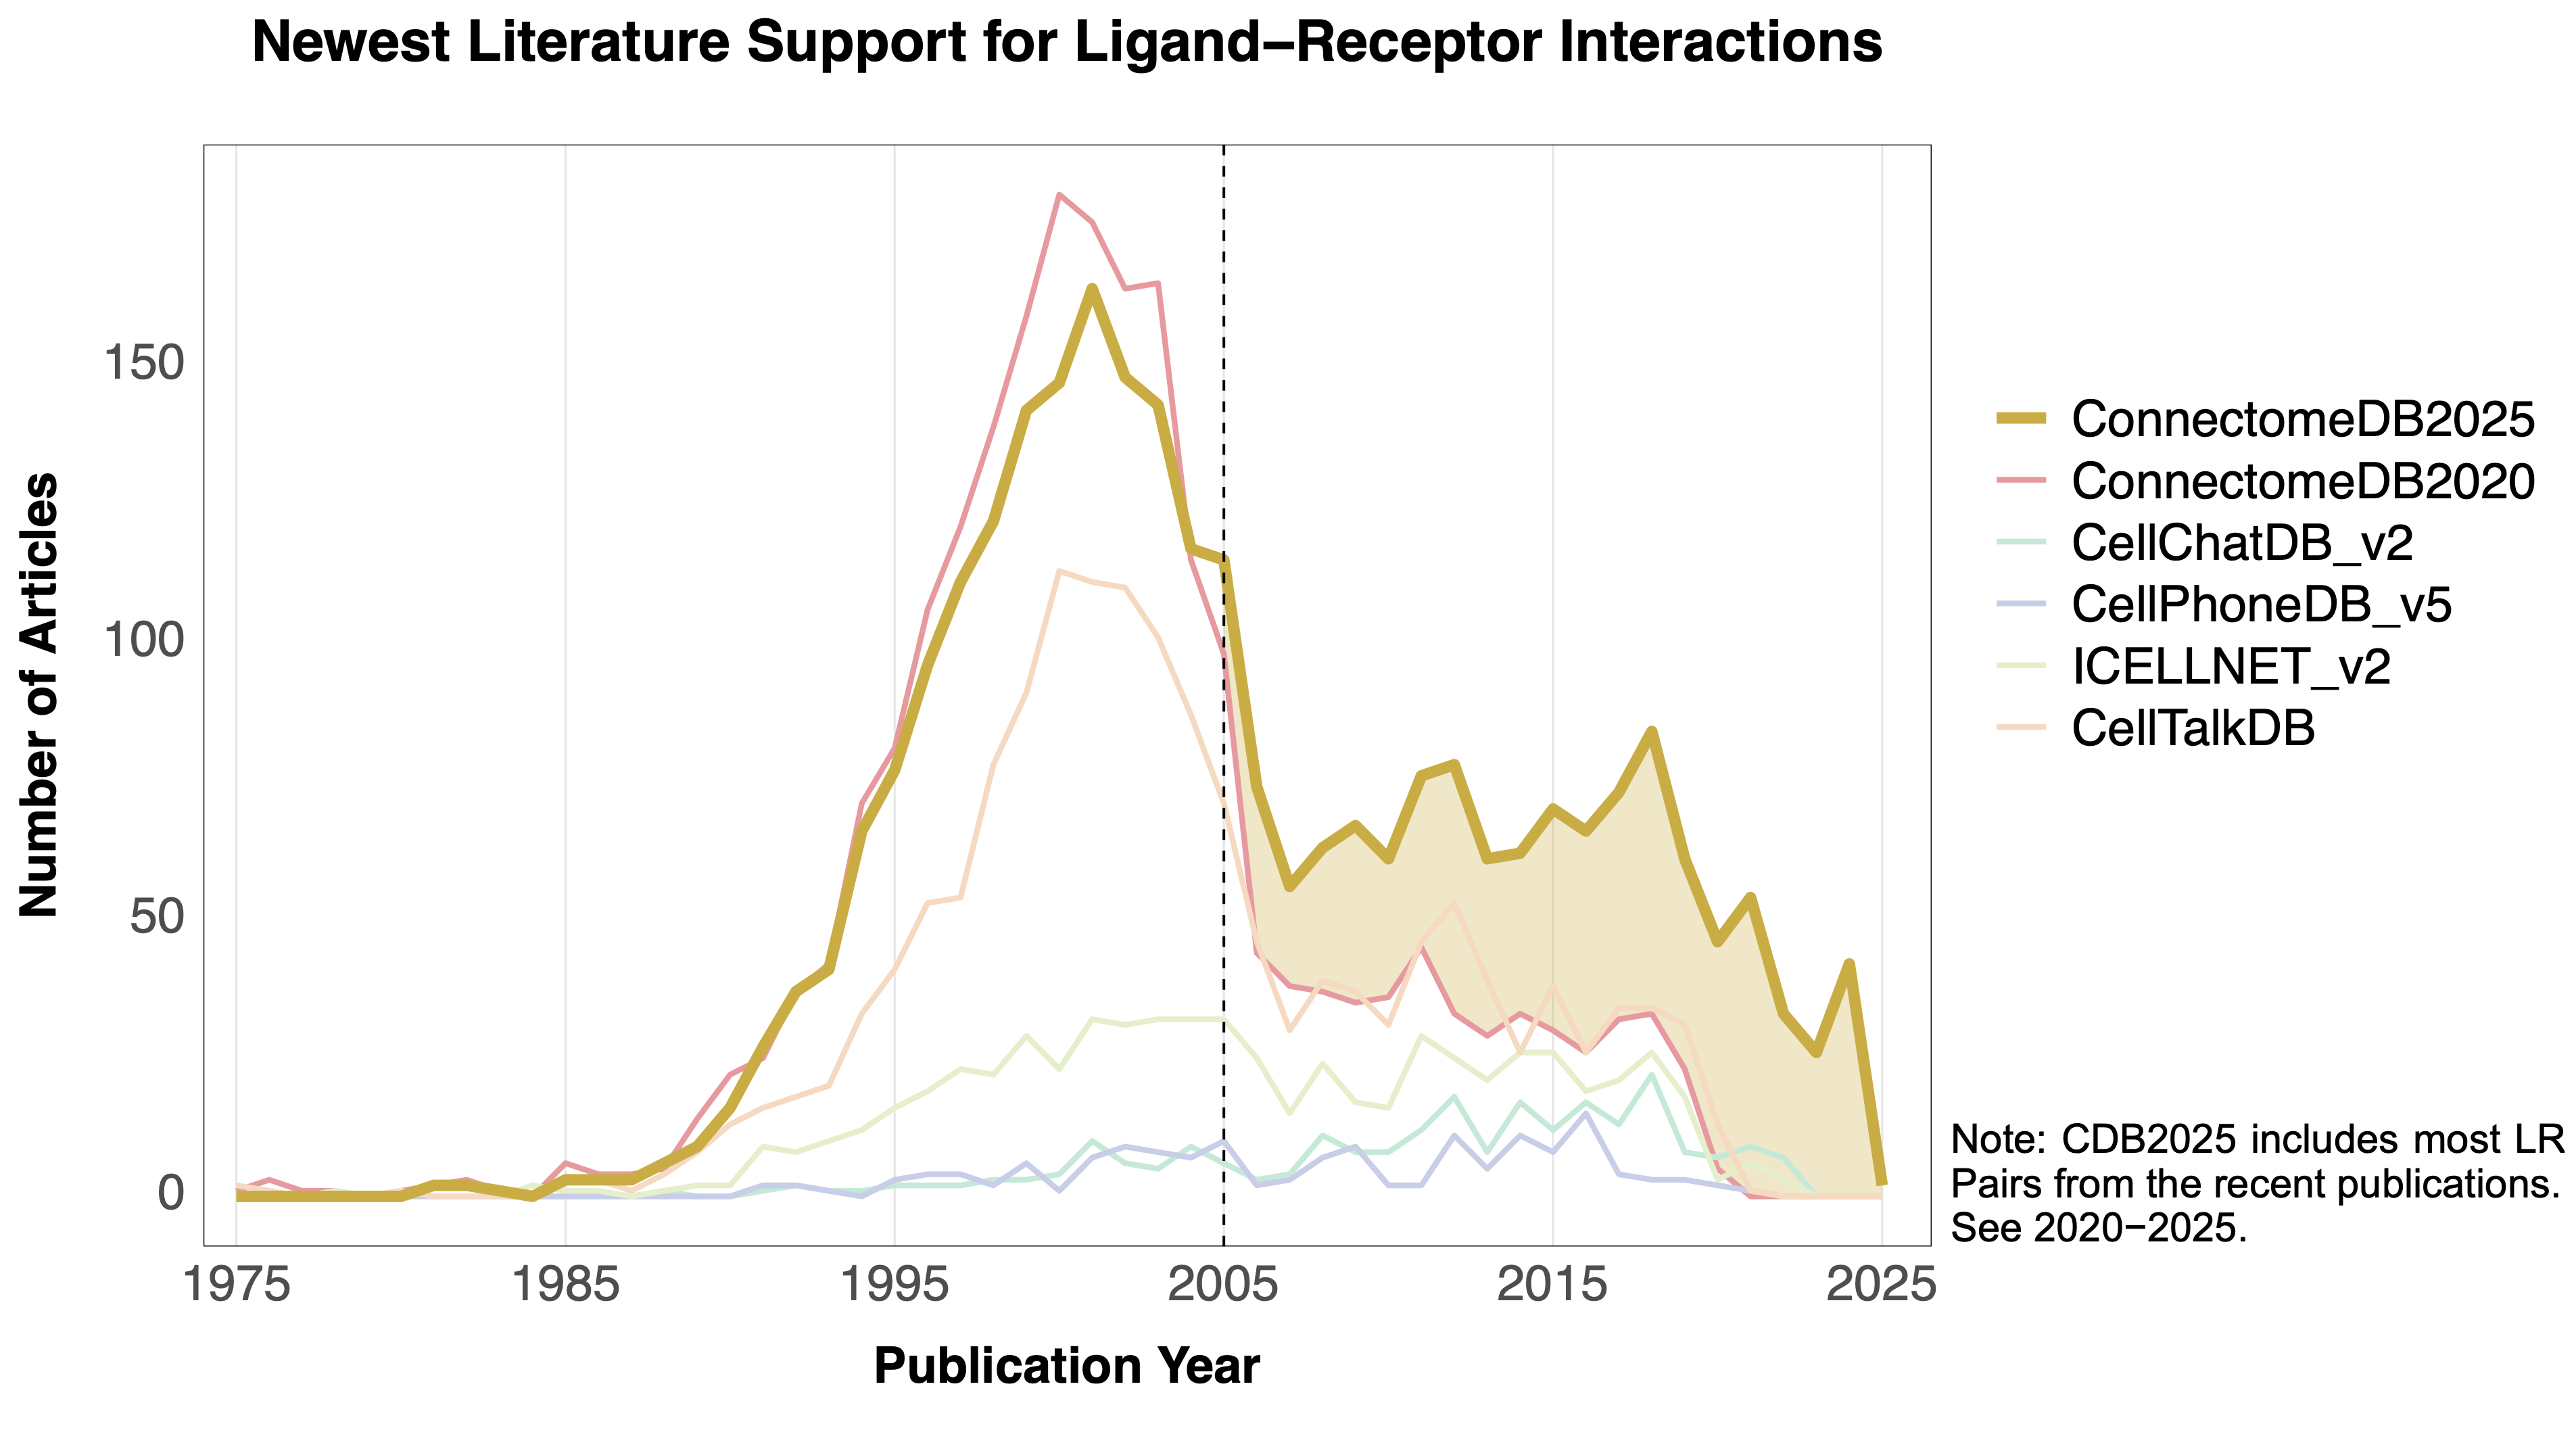 Newest Literature Support for Ligand−Receptor Interactions
Number of Articles
150
100
50
0
1975
1985
1995
2005
2015
2025
Publication Year
ConnectomeDB2025
ConnectomeDB2020
CellChatDB_v2
CellPhoneDB_v5
ICELLNET_v2
CellTalkDB
Note: CDB2025 includes most LR
Pairs from the recent publications.
See 2020−2025.